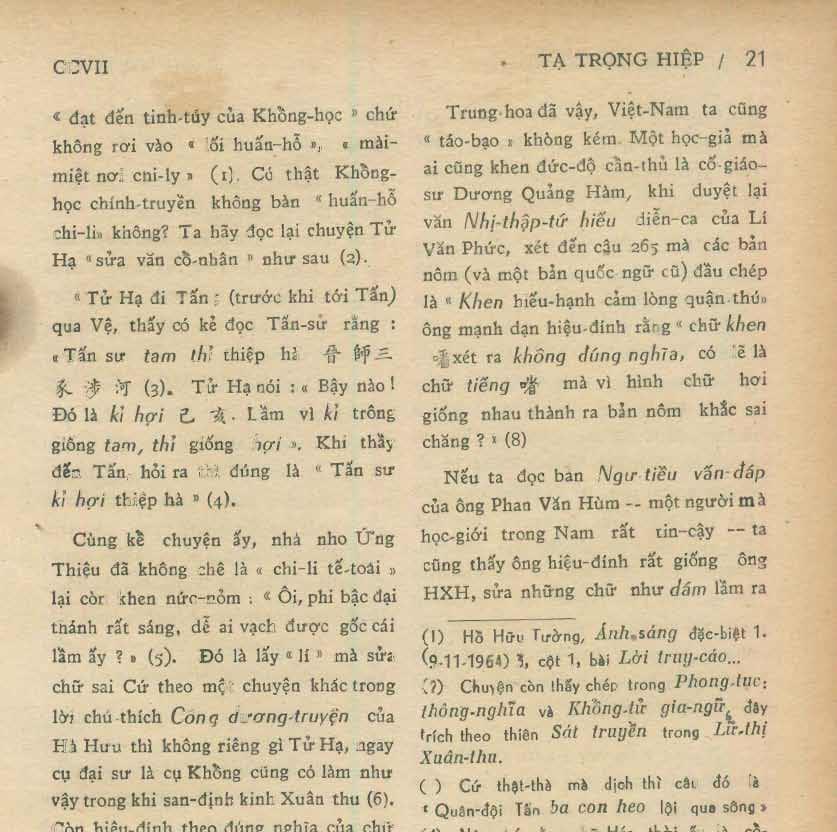 CCVII
TẠ TRỌNG HIỆP / 21
« đạt đến tinh-túy của Khổng-học » chứ
không rơi vào « lối huấn-hỗ », « mài-
miệt nơi chi-ly » (1). Có thật Khổng-
học chính-truyền không bàn « huấn-hỗ
chi-li» không? Ta hãy đọc lại chuyện Tử
Hạ « sửa văn cổ-nhân » như sau (2).
« Tử Hạ đi Tấn ; (trước khi tới Tấn)
qua Vệ, thấy có kẻ đọc Tấn-sử rằng :
« Tấn sư tam thỉ thiệp hà 晉 師 三
豕 涉 河 (3). Tử Hạ nói : « Bậy nào !
Đó là kỉ hợi 己 亥. Lầm vì kỉ trông
giống tam, thỉ giống hợi ». Khi thầy
đến Tấn, hỏi ra thì đúng là « Tấn sư
kỉ hợi thiệp hà » (4).
Cùng kể chuyện ấy, nhà nho Ứng
Thiệu đã không chê là « chi-li tế-toái »
lại còn khen nức-nỏm : « Ôi, phi bậc đại
thánh rất sáng, dễ ai vạch được gốc cái
lầm ấy ? » (5). Đó là lấy « lí » mà sửa
chữ sai Cứ theo một chuyện khác trong
lời chú-thích Công dương-truyện của
Hà Hưu thì không riêng gì Tử Hạ, ngay
cụ đại sư là cụ Khổng cũng có làm như
vậy trong khi san-định kinh Xuân thu (6).
Còn hiệu-đính theo đúng nghĩa của chữ
Trung-hoa đã vậy, Việt-Nam ta cũng
« táo-bạo » không kém. Một học-giả mà
ai cũng khen đức-độ cần-thủ là cố-giáo-
sư Dương Quảng Hàm, khi duyệt lại
văn Nhị-thập-tứ hiếu diễn-ca của Lí
Văn Phức, xét đến cậu 265 mà các bản
nôm (và một bản quốc ngữ cũ) đầu chép
là « Khen hiếu-hạnh cảm lòng quận thú»
ông mạnh dạn hiệu-đính rằng « chữ khen
xét ra không đúng nghĩa, có lẽ là
chữ tiếng mà vì hình chữ hơi
giống nhau thành ra bản nôm khắc sai
chăng ? » (8)
Nếu ta đọc bản Ngư tiều vấn-đáp
của ông Phan Văn Hùm -- một người mà
học-giới trong Nam rất tin-cậy -- ta
cũng thấy ông hiệu-đính rất giống ông
HXH, sửa những chữ như dám lầm ra
(1) Hồ Hữu Tường, Ánh sáng đặc-biệt 1.
(9-11-1964) 3, cột 1, bài Lời truy-cáo...
(2) Chuyện còn thấy chép trong Phong-tục:
thông-nghĩa và Khổng-tử gia-ngữ, đây
trích theo thiên Sát truyền trong Lữ-thị
Xuân-thu.
( ) Cứ thật-thà mà dịch thì câu đó là
« Quân-đội Tấn ba con heo lội qua sông »